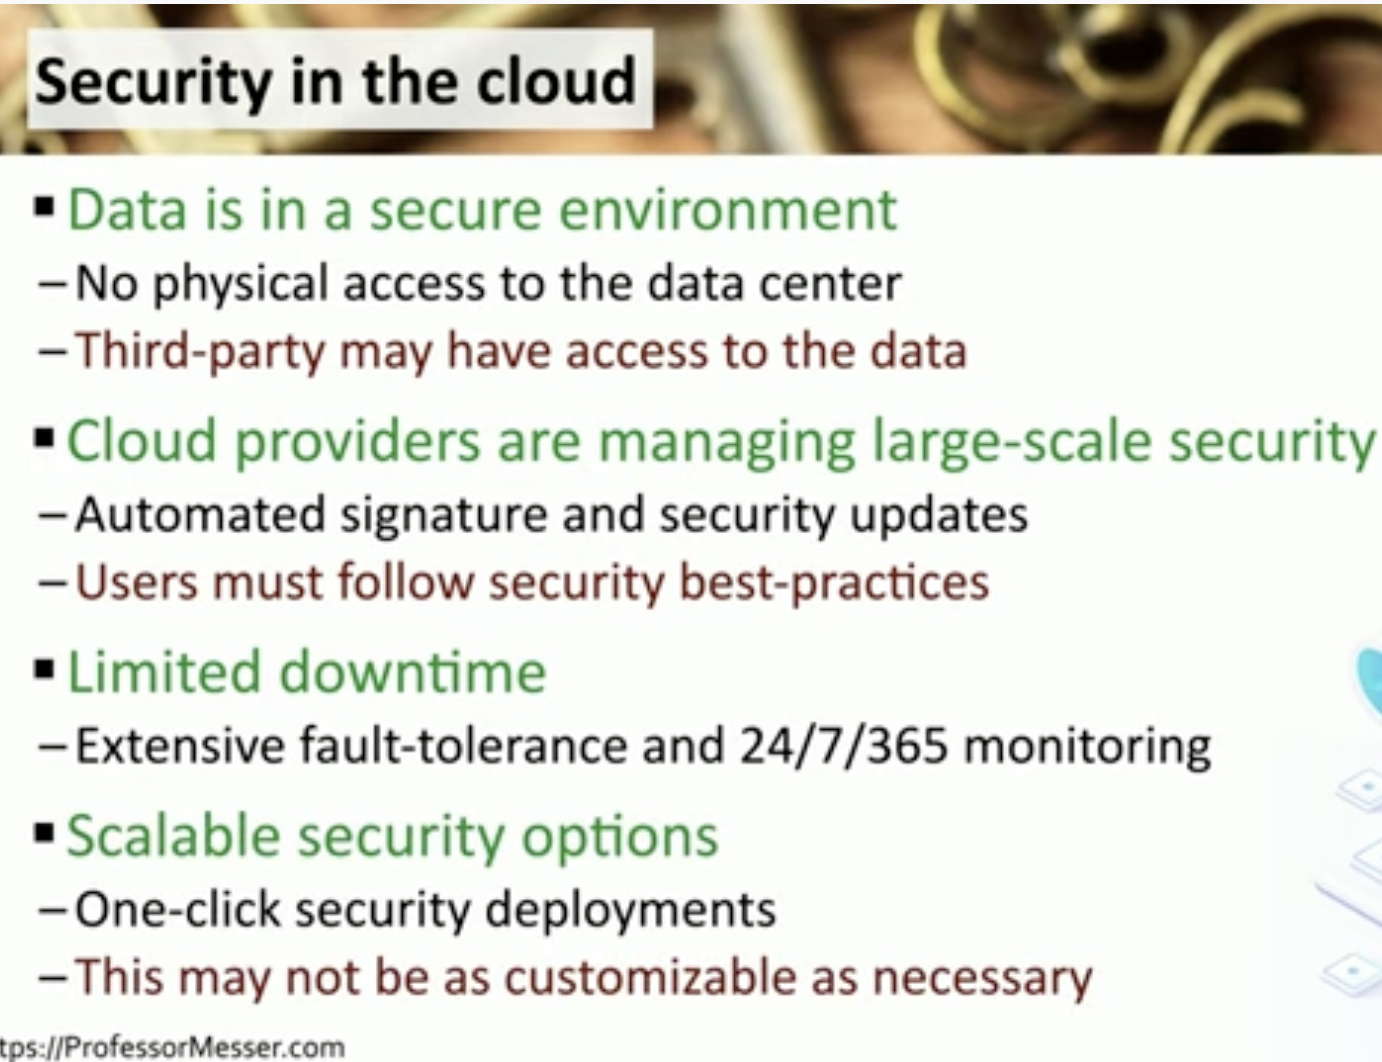 Security in the cloud
▪ Data is in a secure environment
– No physical access to the data center
– Third-party may have access to the data
▪ Cloud providers are managing large-scale security
– Automated signature and security updates
– Users must follow security best-practices
▪ Limited downtime
– Extensive fault-tolerance and 24/7/365 monitoring
▪ Scalable security options
– One-click security deployments
– This may not be as customizable as necessary
tps://ProfessorMesser.com